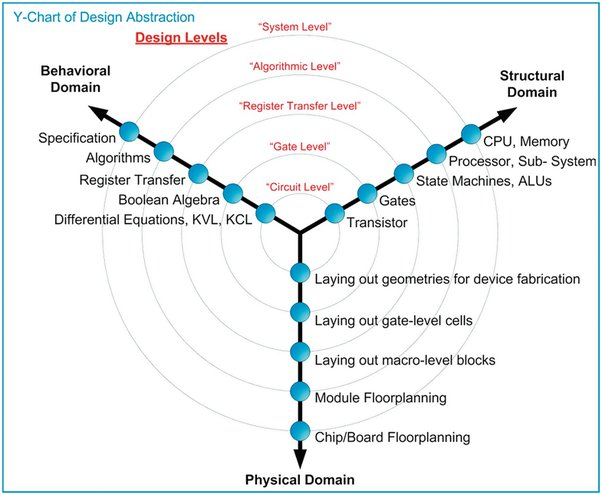 Y-Chart of Design Abstraction
Design Levels
“System Level”
“Algorithmic Level”
“Register Transfer Level”
“Gate Level”
“Circuit Level”
Behavioral
Domain
Specification
Algorithms
Register Transfer
Boolean Algebra
Differential Equations, KVL, KCL
Structural
Domain
CPU, Memory
Processor, Sub- System
State Machines, ALUs
Gates
Transistor
Laying out geometries for device fabrication
Laying out gate-level cells
Laying out macro-level blocks
Module Floorplanning
Chip/Board Floorplanning
Physical Domain